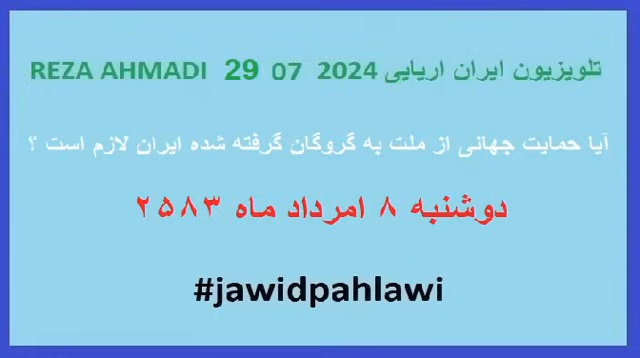 تلویزیون ایران اریایی REZA AHMADI 29 07 2024
آیا حمایت جهانی از ملت به گروگان گرفته شده ایران لازم است ؟
دوشنبه ۸ امرداد ماه ۲۵۸۳
#jawidpahlawi